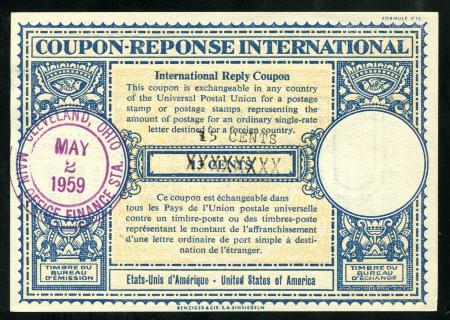 FORMULE C 22
COUPON-REPONSE INTERNATIONAL
International Reply Coupon
This coupon is exchangeable in any country
of the Universal Postal Union for a postage
stamp or postage stamps representing the
amount of postage for an ordinary single-rate
letter destined for a foreign country.
15 CENTS
13 CENTS
XXXXXXXXX
CLEVELAND, OHIO
MAY
2
1959
MAIN OFFICE FINANCE STA.
Ce coupon est échangeable dans
tous les Pays de l'Union postale universelle
contre un timbre-poste ou des timbres-poste
représentant le montant de l'affranchissement
d'une lettre ordinaire de port simple à desti-
nation de l'étranger.
TIMBRE DU
BUREAU
D'ÉMISSION
TIMBRE DU
BUREAU
D'ÉCHANGE
Etats-Unis d'Amérique - United States of America
BENZIGER & CIE. S.A. EINSIEDELN